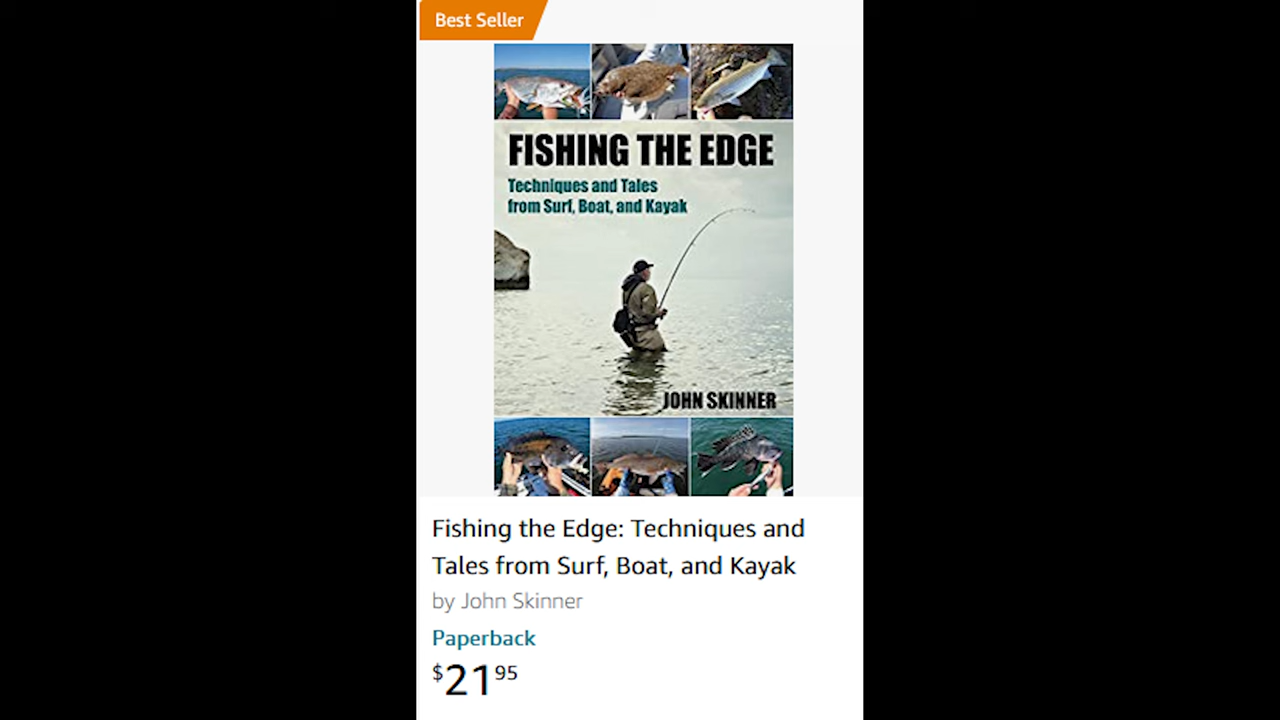 Best Seller
FISHING THE EDGE
Techniques and Tales
from Surf, Boat, and Kayak
JOHN SKINNER
Fishing the Edge: Techniques and
Tales from Surf, Boat, and Kayak
by John Skinner
Paperback
$21.95